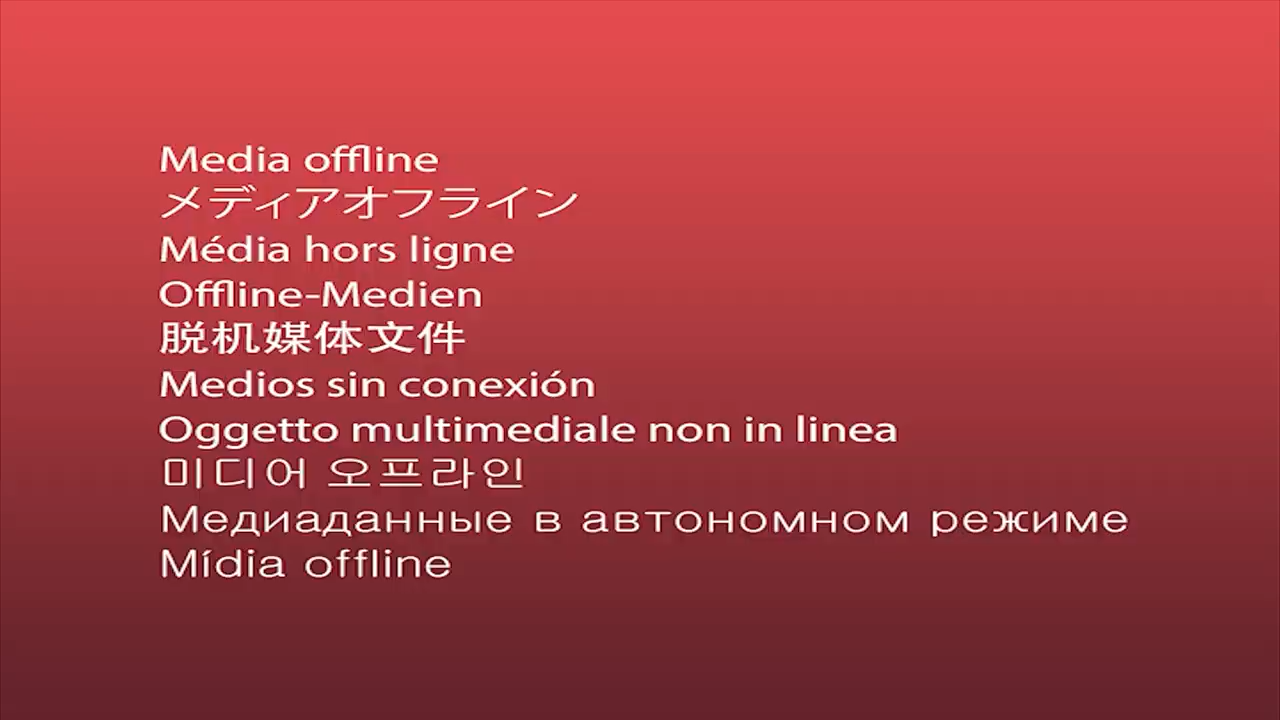 Media offline
メディアオフライン
Média hors ligne
Offline-Medien
脱机媒体文件
Medios sin conexión
Oggetto multimediale non in linea
미디어 오프라인
Медиаданные в автономном режиме
Mídia offline